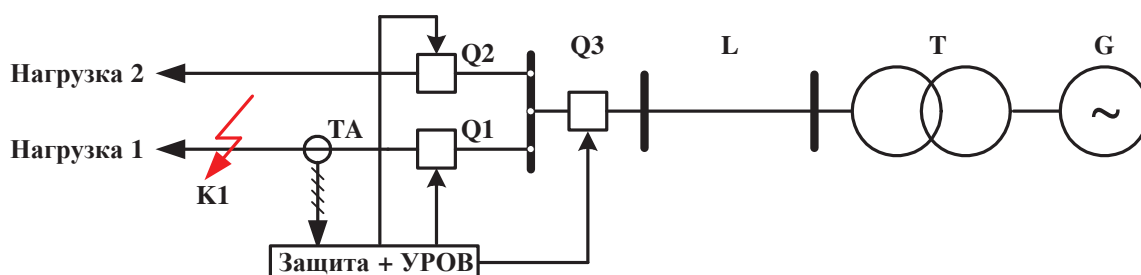 Q3 L T G
Нагрузка 2 Q2
~
Нагрузка 1 TA Q1
K1
Защита + УРОВ